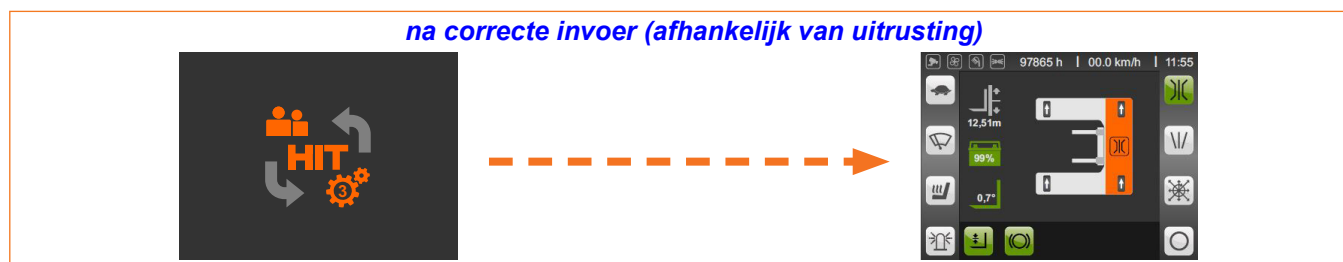 na correcte invoer (afhankelijk van uitrusting)
HIT
3
97865 h | 00.0 km/h | 11:55
12,51m
99%
0,7°